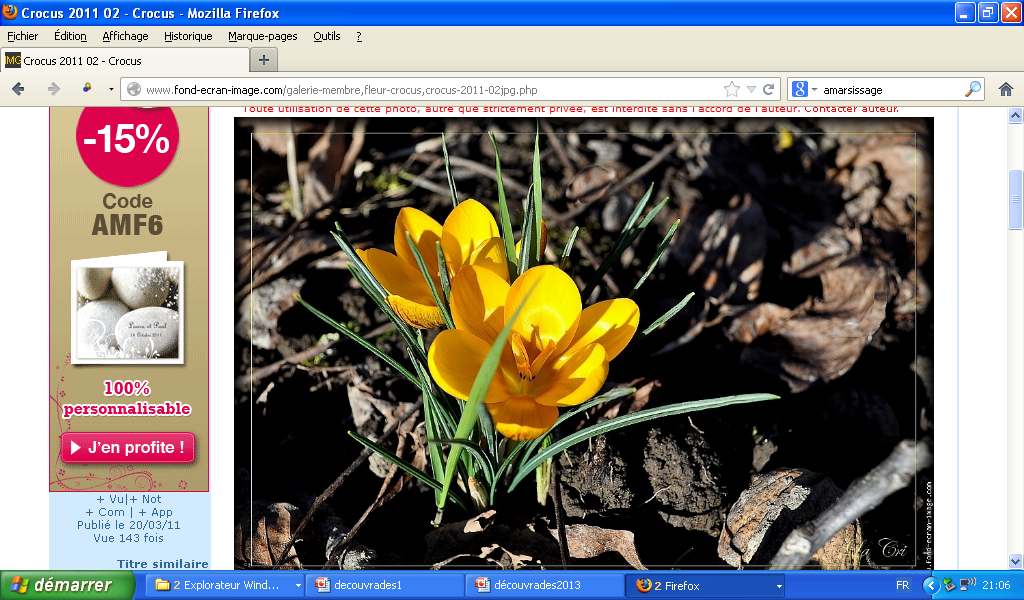 Crocus 2011 02 - Crocus - Mozilla Firefox
Fichier Édition Affichage Historique Marque-pages Outils ?
MG Crocus 2011 02 - Crocus
www.fond-ecran-image.com/galerie-membre,fleur-crocus,crocus-2011-02jpg.php
amarsissage
Toute utilisation de cette photo, autre que strictement privée, est interdite sans l'accord de l'auteur. Contacter auteur.
-15%
Code
AMF6
100%
personnalisable
J'en profite !
+ Vu|+ Not
+ Com | + App
Publié le 20/03/11
Vue 143 fois
Titre similaire
Cri
démarrer
2 Explorateur Wind...
decouvrades1
découvrades2013
2 Firefox
FR
21:06